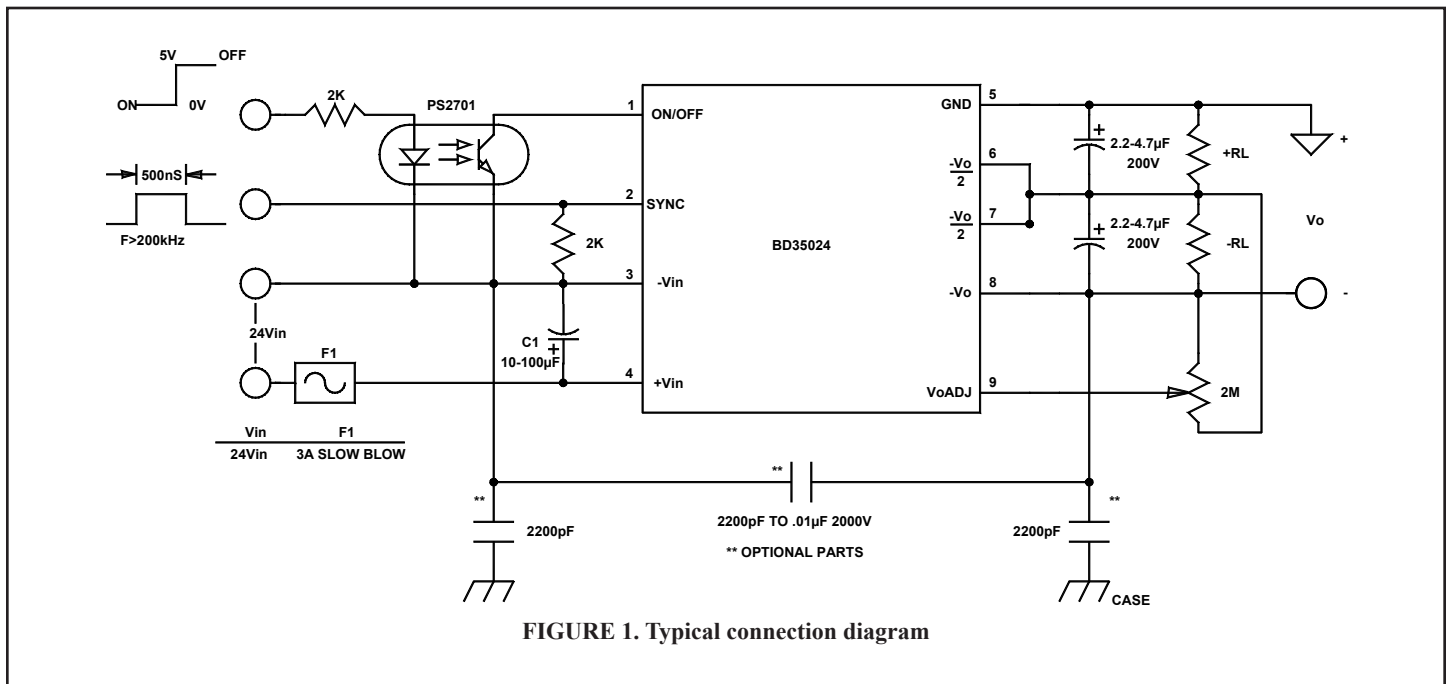 5V OFF
ON 0V
2K
PS2701
500nS
F>200kHz
1 ON/OFF
2 SYNC
2K
3 -Vin
24Vin
C1
10-100µF
F1
4 +Vin
Vin F1
24Vin 3A SLOW BLOW
BD35024
GND 5
-Vo
2
6
-Vo
2
7
-Vo 8
VoADJ 9
+
2.2-4.7µF
200V
+RL
+
2.2-4.7µF
200V
-RL
+
Vo
-
2M
**
2200pF
**
2200pF TO .01µF 2000V
** OPTIONAL PARTS
**
2200pF
CASE
+
FIGURE 1. Typical connection diagram